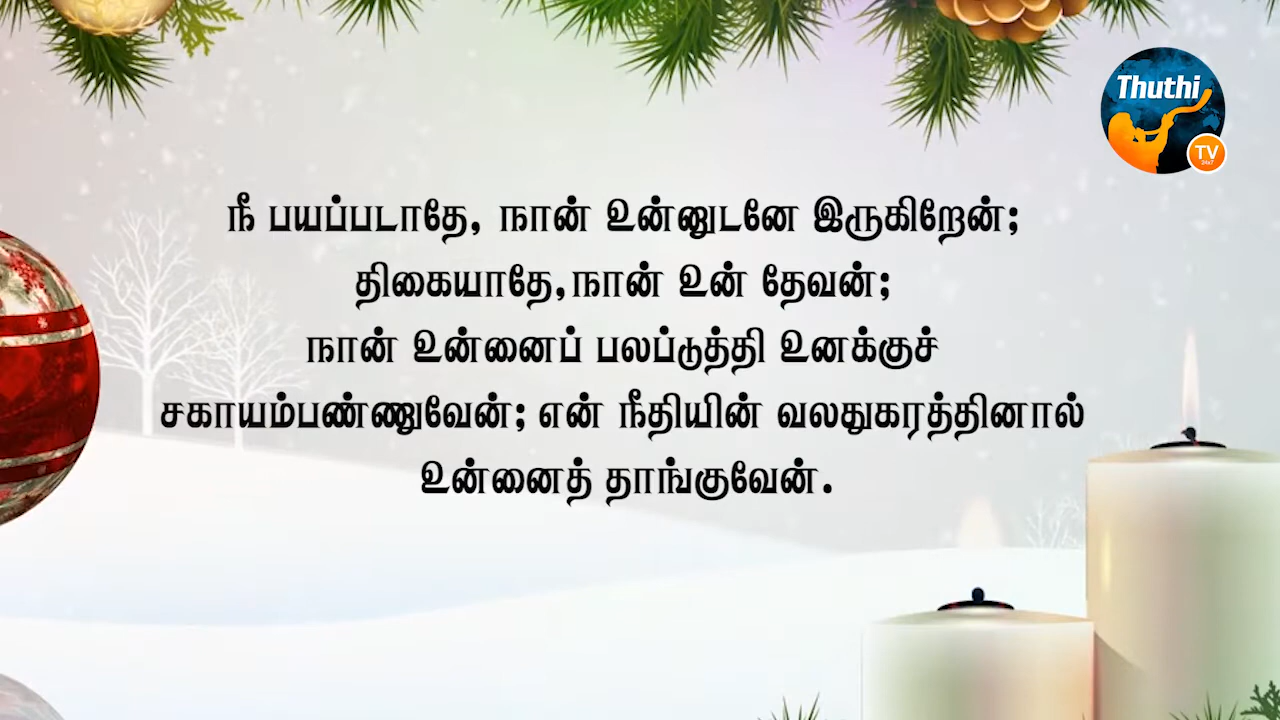 Thuthi
TV
24x7
நீ பயப்படாதே, நான் உன்னுடனே இருகிறேன்;
திகையாதே,நான் உன் தேவன்;
நான் உன்னைப் பலப்டுத்தி உனக்குச்
சகாயம்பண்ணுவேன்; என் நீதியின் வலதுகரத்தினால்
உன்னைத் தாங்குவேன்.